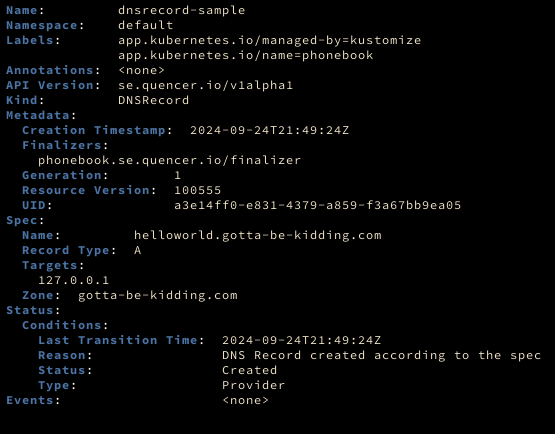 Name:         dnsrecord-sample
Namespace:    default
Labels:       app.kubernetes.io/managed-by=kustomize
              app.kubernetes.io/name=phonebook
Annotations:  <none>
API Version:  se.quencer.io/v1alpha1
Kind:         DNSRecord
Metadata:
  Creation Timestamp:  2024-09-24T21:49:24Z
  Finalizers:
    phonebook.se.quencer.io/finalizer
  Generation:        1
  Resource Version:  100555
  UID:               a3e14ff0-e831-4379-a859-f3a67bb9ea05
Spec:
  Name:         helloworld.gotta-be-kidding.com
  Record Type:  A
  Targets:
    127.0.0.1
  Zone:  gotta-be-kidding.com
Status:
  Conditions:
    Last Transition Time:  2024-09-24T21:49:24Z
    Reason:                DNS Record created according to the spec
    Status:                Created
    Type:                  Provider
Events:                    <none>